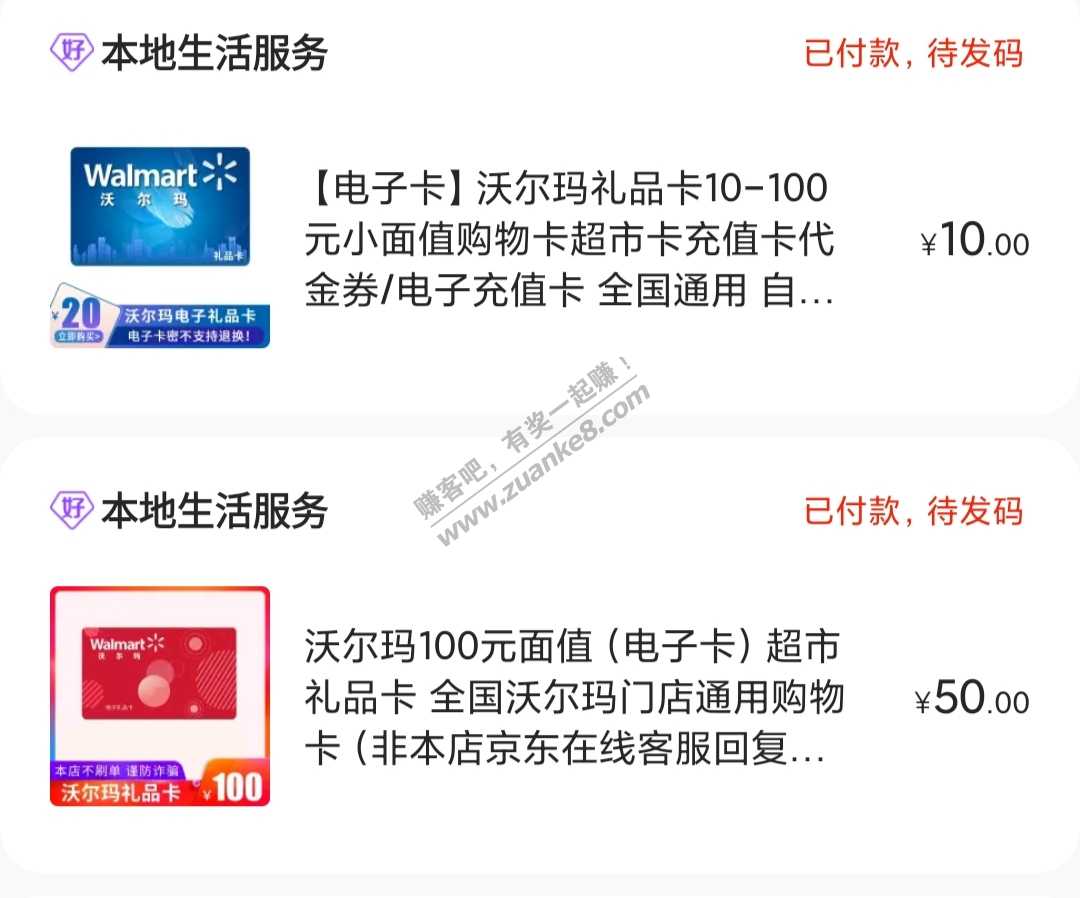 好 本地生活服务 已付款，待发码
Walmart
沃尔玛
礼品卡
¥20 沃尔玛电子礼品卡
立即购买> 电子卡密不支持退换！
【电子卡】沃尔玛礼品卡10-100
元小面值购物卡超市卡充值卡代
金券/电子充值卡 全国通用 自...
¥10.00
赚客吧，有奖一起赚！
www.zuanke8.com
好 本地生活服务 已付款，待发码
Walmart
沃尔玛
电子礼品卡
本店不刷单 谨防诈骗
沃尔玛礼品卡 ¥100
沃尔玛100元面值（电子卡）超市
礼品卡 全国沃尔玛门店通用购物
卡（非本店京东在线客服回复...
¥50.00